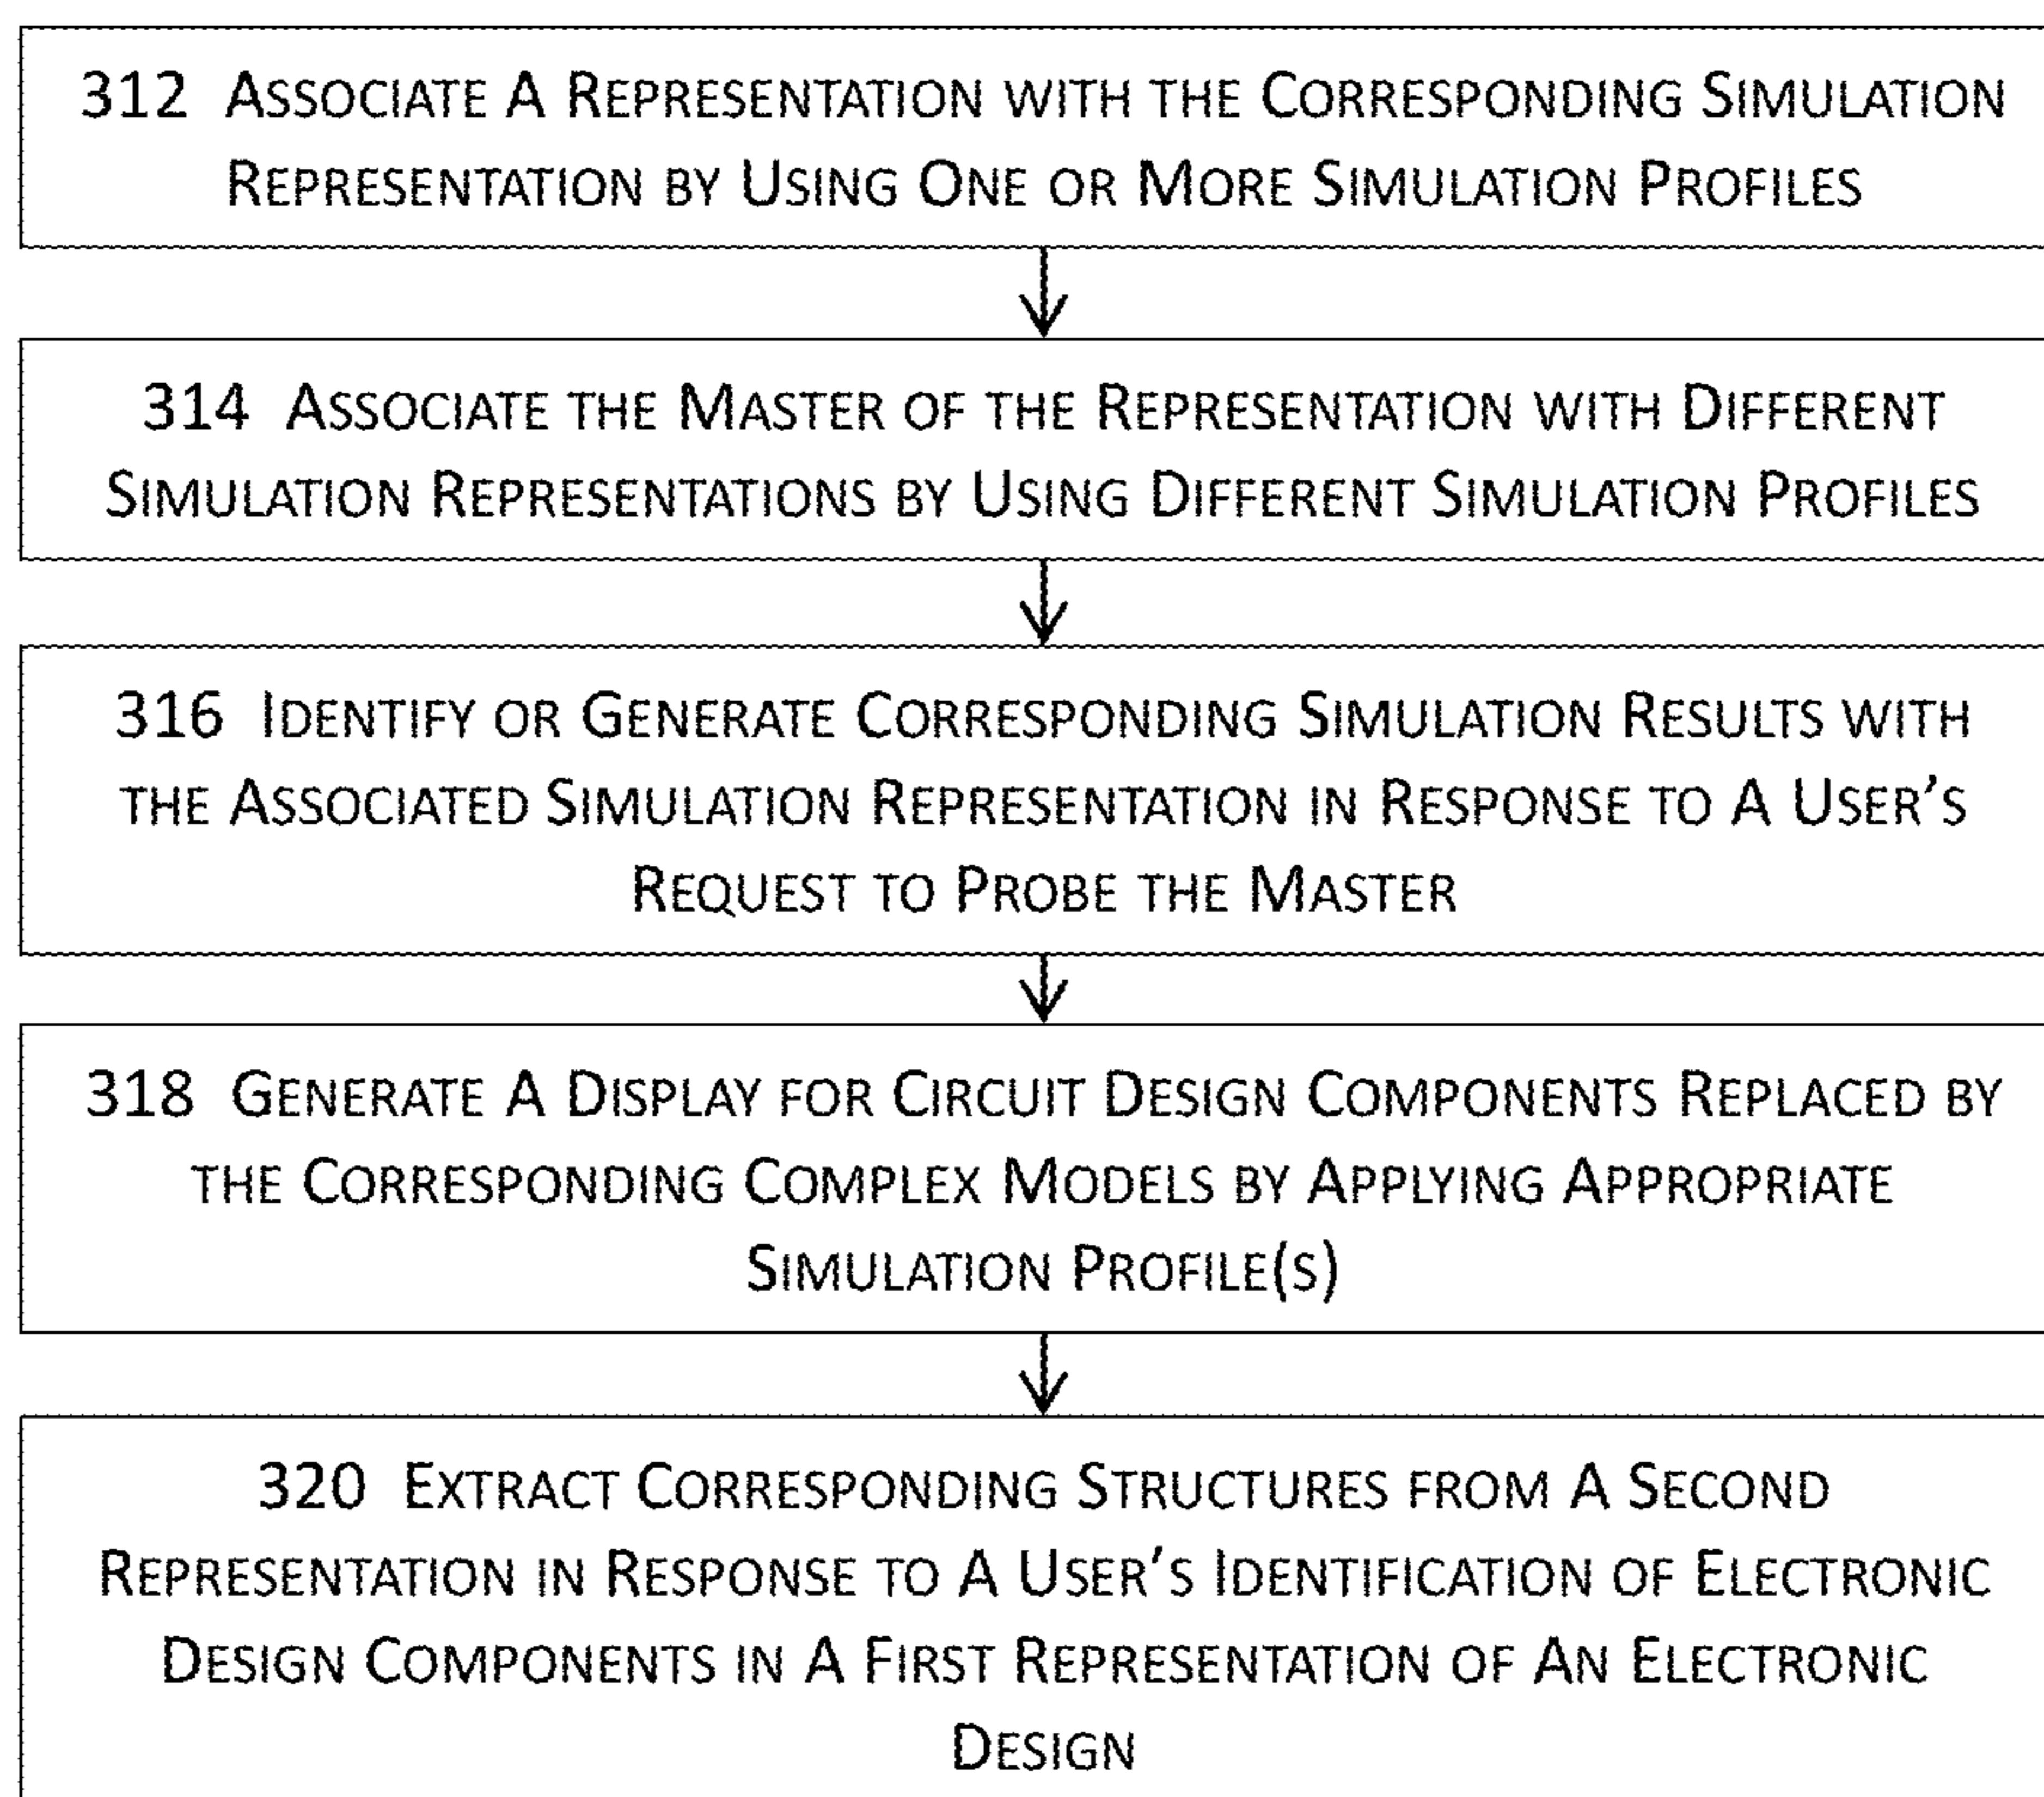 312 Associate A Representation with the Corresponding Simulation
Representation by Using One or More Simulation Profiles
314 Associate the Master of the Representation with Different
Simulation Representations by Using Different Simulation Profiles
316 Identify or Generate Corresponding Simulation Results with
the Associated Simulation Representation in Response to A User's
Request to Probe the Master
318 Generate A Display for Circuit Design Components Replaced by
the Corresponding Complex Models by Applying Appropriate
Simulation Profile(s)
320 Extract Corresponding Structures from A Second
Representation in Response to A User's Identification of Electronic
Design Components in A First Representation of An Electronic
Design